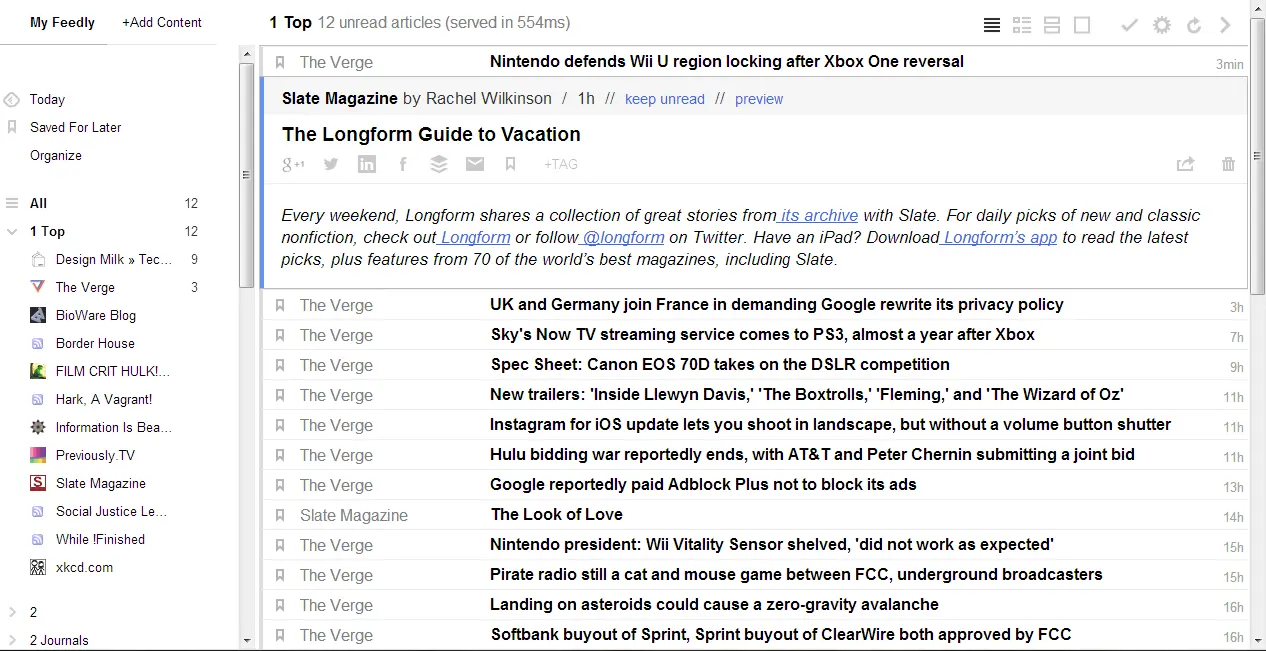 My Feedly +Add Content
Today
Saved For Later
Organize
All 12
1 Top 12
Design Milk » Tec... 9
The Verge 3
BioWare Blog
Border House
FILM CRIT HULK!...
Hark, A Vagrant!
Information Is Bea...
Previously.TV
Slate Magazine
Social Justice Le...
While !Finished
xkcd.com
2
2 Journals
1 Top 12 unread articles (served in 554ms)
The Verge Nintendo defends Wii U region locking after Xbox One reversal 3min
Slate Magazine by Rachel Wilkinson / 1h // keep unread // preview
The Longform Guide to Vacation
g+1 +TAG
Every weekend, Longform shares a collection of great stories from its archive with Slate. For daily picks of new and classic
nonfiction, check out Longform or follow @longform on Twitter. Have an iPad? Download Longform's app to read the latest
picks, plus features from 70 of the world's best magazines, including Slate.
The Verge UK and Germany join France in demanding Google rewrite its privacy policy 3h
The Verge Sky's Now TV streaming service comes to PS3, almost a year after Xbox 7h
The Verge Spec Sheet: Canon EOS 70D takes on the DSLR competition 9h
The Verge New trailers: 'Inside Llewyn Davis,' 'The Boxtrolls,' 'Fleming,' and 'The Wizard of Oz' 11h
The Verge Instagram for iOS update lets you shoot in landscape, but without a volume button shutter 11h
The Verge Hulu bidding war reportedly ends, with AT&T and Peter Chernin submitting a joint bid 11h
The Verge Google reportedly paid Adblock Plus not to block its ads 13h
Slate Magazine The Look of Love 14h
The Verge Nintendo president: Wii Vitality Sensor shelved, 'did not work as expected' 15h
The Verge Pirate radio still a cat and mouse game between FCC, underground broadcasters 15h
The Verge Landing on asteroids could cause a zero-gravity avalanche 16h
The Verge Softbank buyout of Sprint, Sprint buyout of ClearWire both approved by FCC 16h